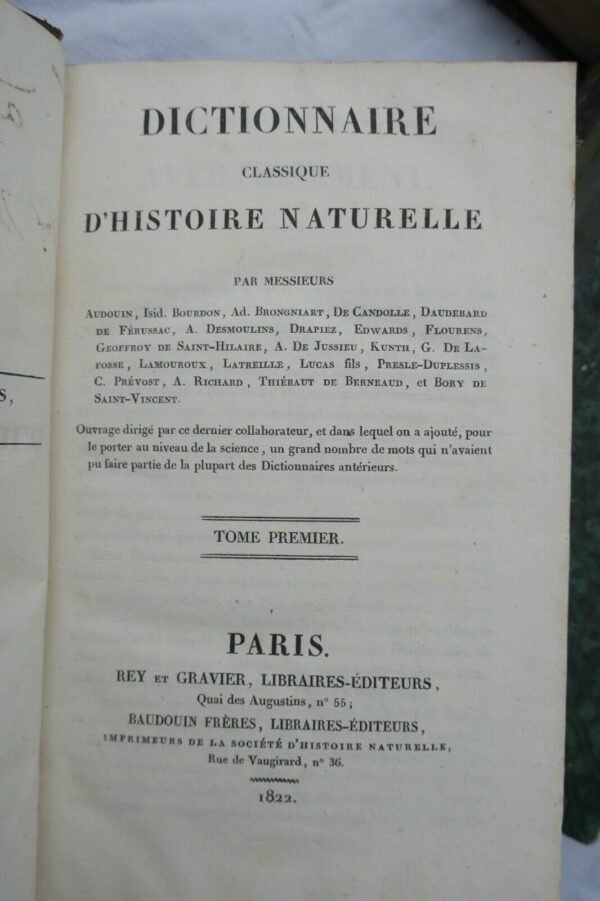 DICTIONNAIRE
CLASSIQUE
D'HISTOIRE NATURELLE
PAR MESSIEURS
AUDOUIN, ISID. BOURDON, AD. BRONGNIART, DE CANDOLLE, DAUDEBARD
DE FÉRUSSAC, A. DESMOULINS, DRAPIEZ, EDWARDS, FLOURENS,
GEOFFROY DE SAINT-HILAIRE, A. DE JUSSIEU, KUNTH, G. DE LA-
FOSSE, LAMOUROUX, LATREILLE, LUCAS fils, PRESLE-DUPLESSIS,
C. PRÉVOST, A. RICHARD, THIÉBAUT DE BERNEAUD, et BORY DE
SAINT-VINCENT.
Ouvrage dirigé par ce dernier collaborateur, et dans lequel on a ajouté, pour
le porter au niveau de la science, un grand nombre de mots qui n'avaient
pu faire partie de la plupart des Dictionnaires antérieurs.
TOME PREMIER.
PARIS.
REY ET GRAVIER, LIBRAIRES-ÉDITEURS,
Quai des Augustins, n° 55;
BAUDOUIN FRÈRES, LIBRAIRES-ÉDITEURS,
IMPRIMEURS DE LA SOCIÉTÉ D'HISTOIRE NATURELLE,
Rue de Vaugirard, n° 36.
1822.